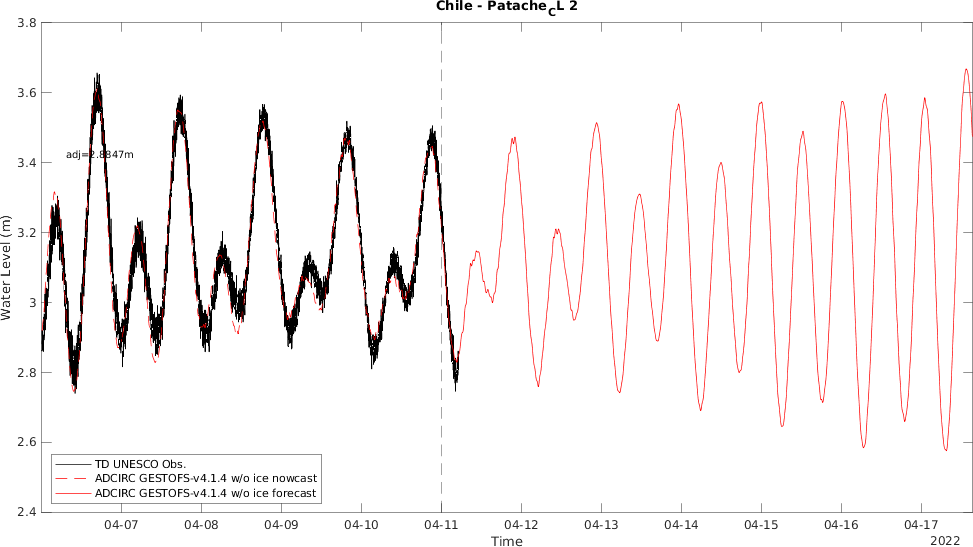 Chile - PatacheCL 2
3.8
3.6
3.4
3.2
3
2.8
2.6
2.4
Water Level (m)
adj=2.8847m
TD UNESCO Obs.
ADCIRC GESTOFS-v4.1.4 w/o ice nowcast
ADCIRC GESTOFS-v4.1.4 w/o ice forecast
04-07 04-08 04-09 04-10 04-11 04-12 04-13 04-14 04-15 04-16 04-17
Time
2022